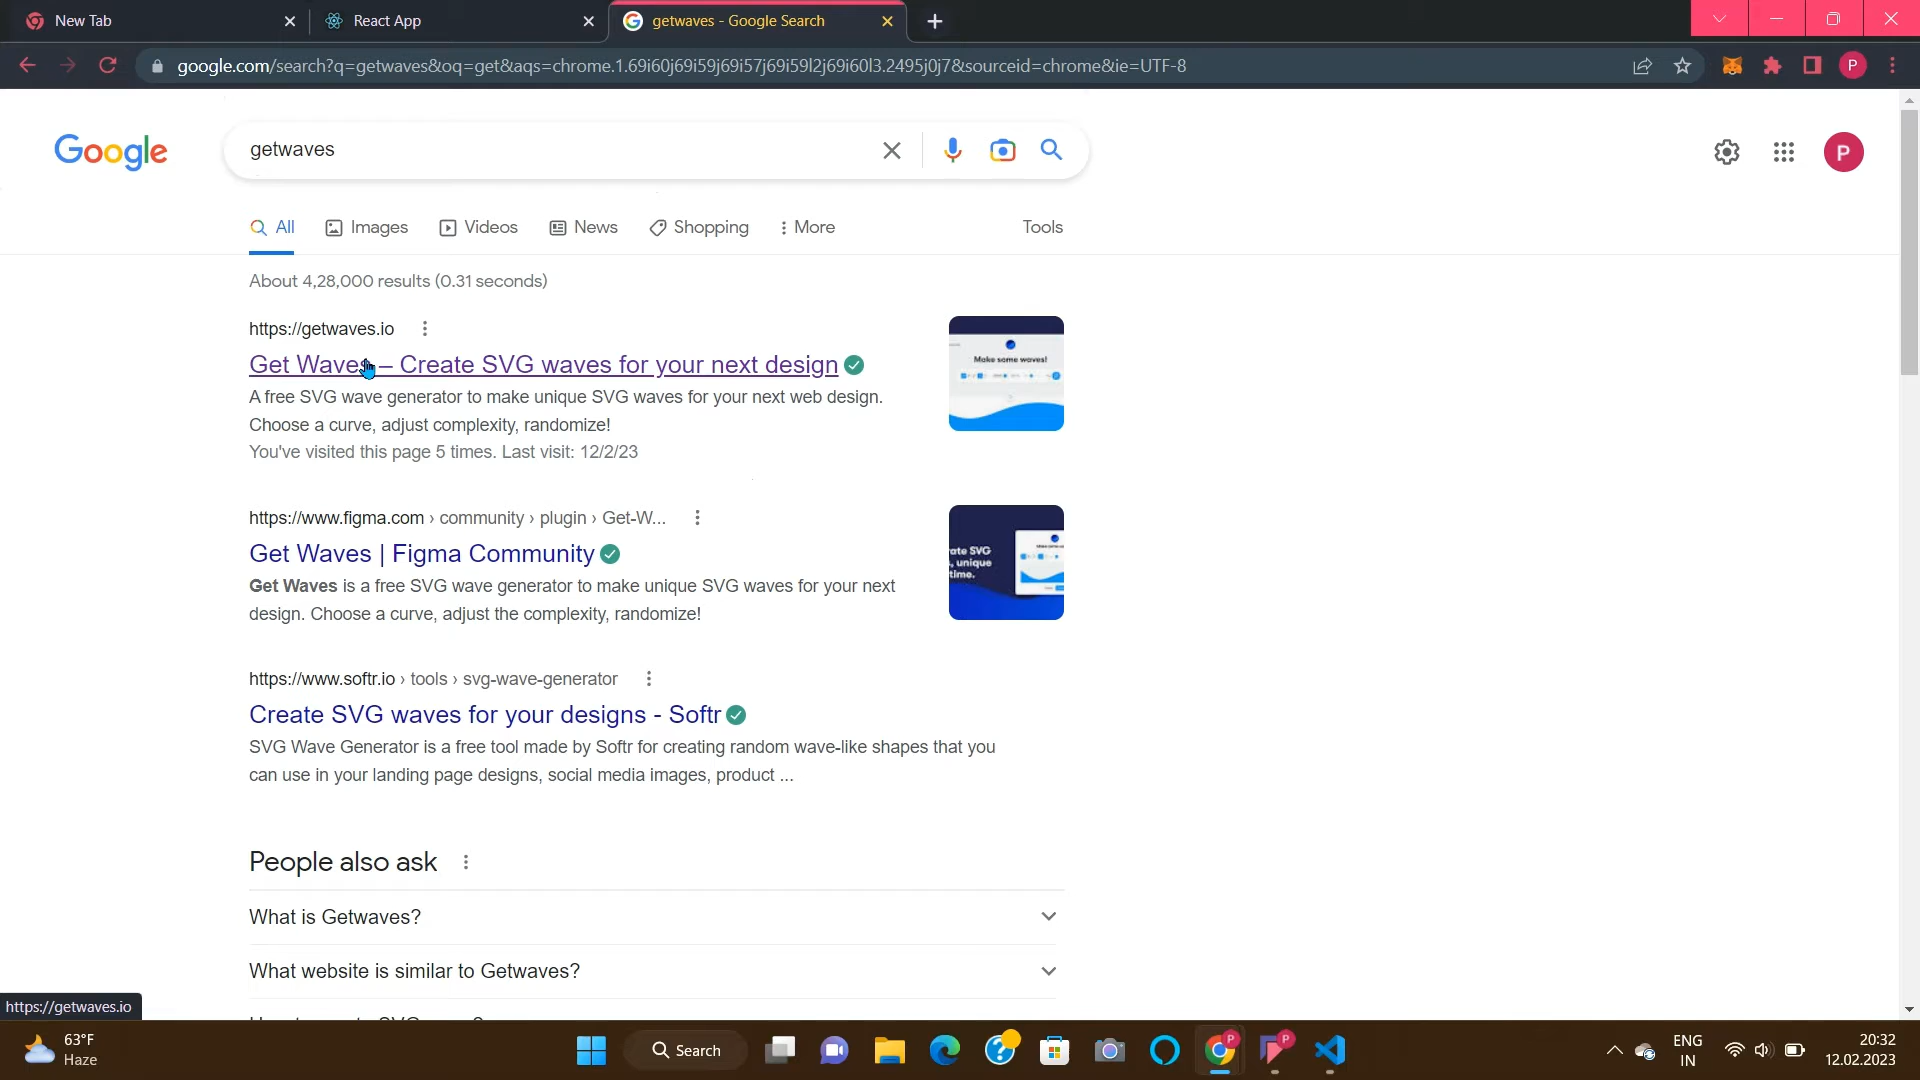 New Tab
React App
getwaves - Google Search
google.com/search?q=getwaves&oq=get&aqs=chrome.1.69i60j69i59j69i57j69i59l2j69i60l3.2495j0j7&sourceid=chrome&ie=UTF-8
P
Google
getwaves
P
All
Images
Videos
News
Shopping
More
Tools
About 4,28,000 results (0.31 seconds)
https://getwaves.io
Get Waves – Create SVG waves for your next design
A free SVG wave generator to make unique SVG waves for your next web design.
Choose a curve, adjust complexity, randomize!
You've visited this page 5 times. Last visit: 12/2/23
Make some waves!
https://www.figma.com › community › plugin › Get-W...
Get Waves | Figma Community
Get Waves is a free SVG wave generator to make unique SVG waves for your next
design. Choose a curve, adjust the complexity, randomize!
ate SVG
, unique
time.
https://www.softr.io › tools › svg-wave-generator
Create SVG waves for your designs - Softr
SVG Wave Generator is a free tool made by Softr for creating random wave-like shapes that you
can use in your landing page designs, social media images, product ...
People also ask
What is Getwaves?
What website is similar to Getwaves?
https://getwaves.io
63°F
Haze
Search
P
P
ENG
IN
20:32
12.02.2023